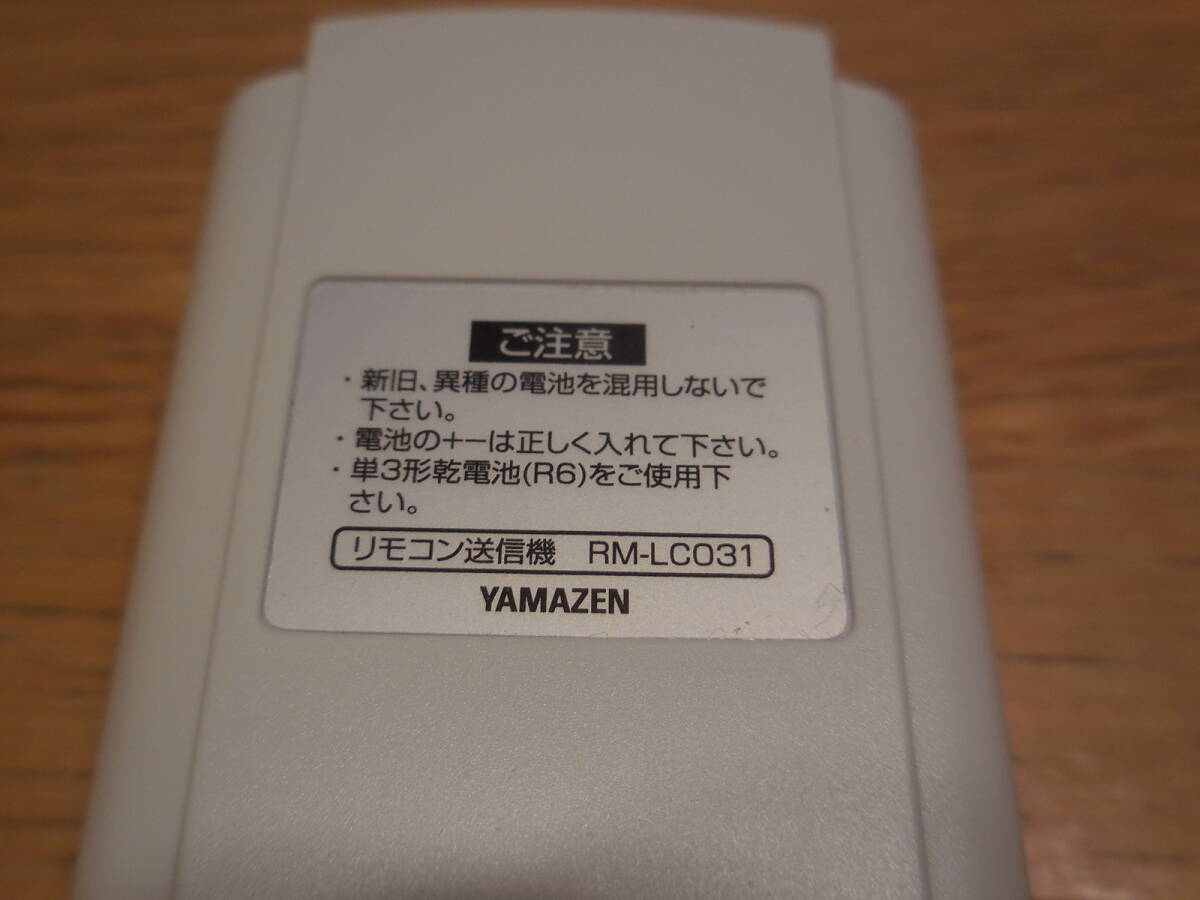 ご注意
・新旧、異種の電池を混用しないで
下さい。
・電池の+−は正しく入れて下さい。
・単3形乾電池(R6)をご使用下
さい。
リモコン送信機 RM-LC031
YAMAZEN